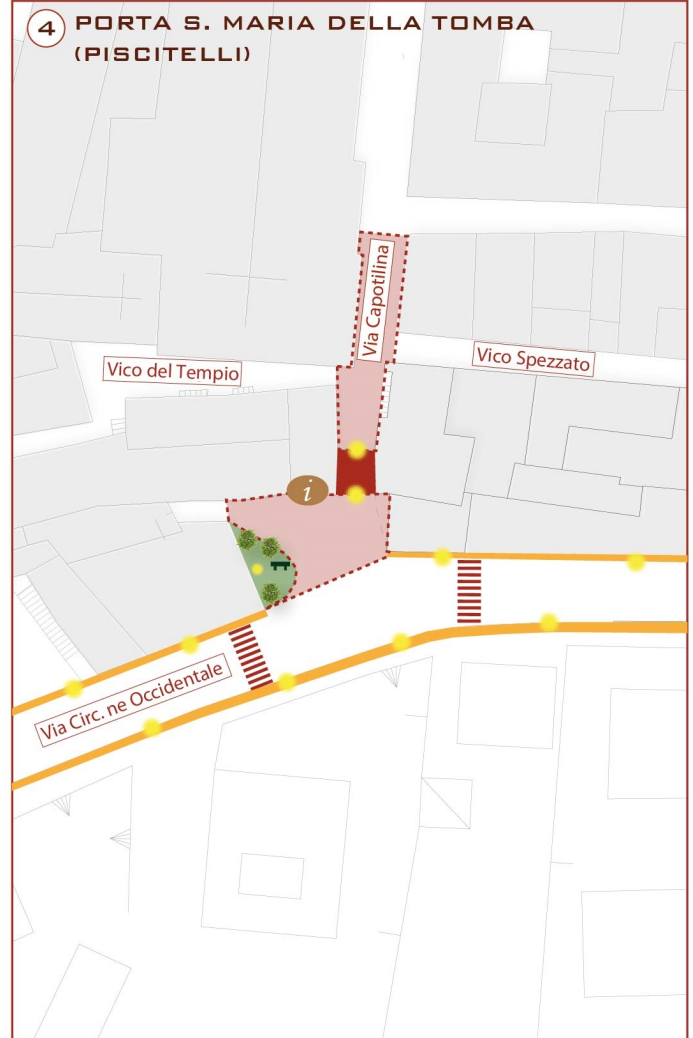 4 PORTA S. MARIA DELLA TOMBA
(PISCITELLI)
Via Capotilina
Vico del Tempio
Vico Spezzato
i
Via Circ. ne Occidentale